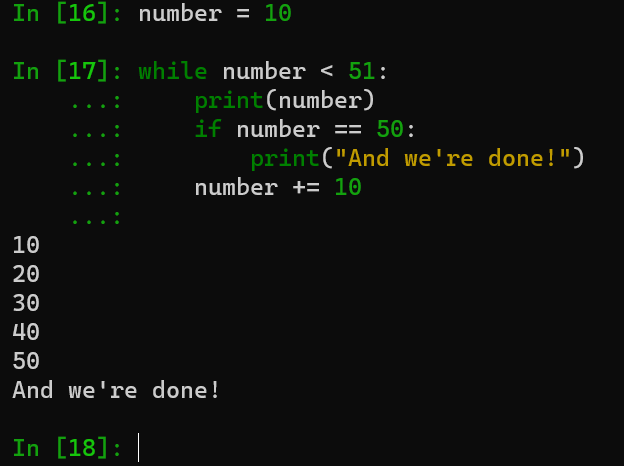 In [16]: number = 10
In [17]: while number < 51:
    ...:     print(number)
    ...:     if number == 50:
    ...:         print("And we're done!")
    ...:     number += 10
    ...:
10
20
30
40
50
And we're done!
In [18]: